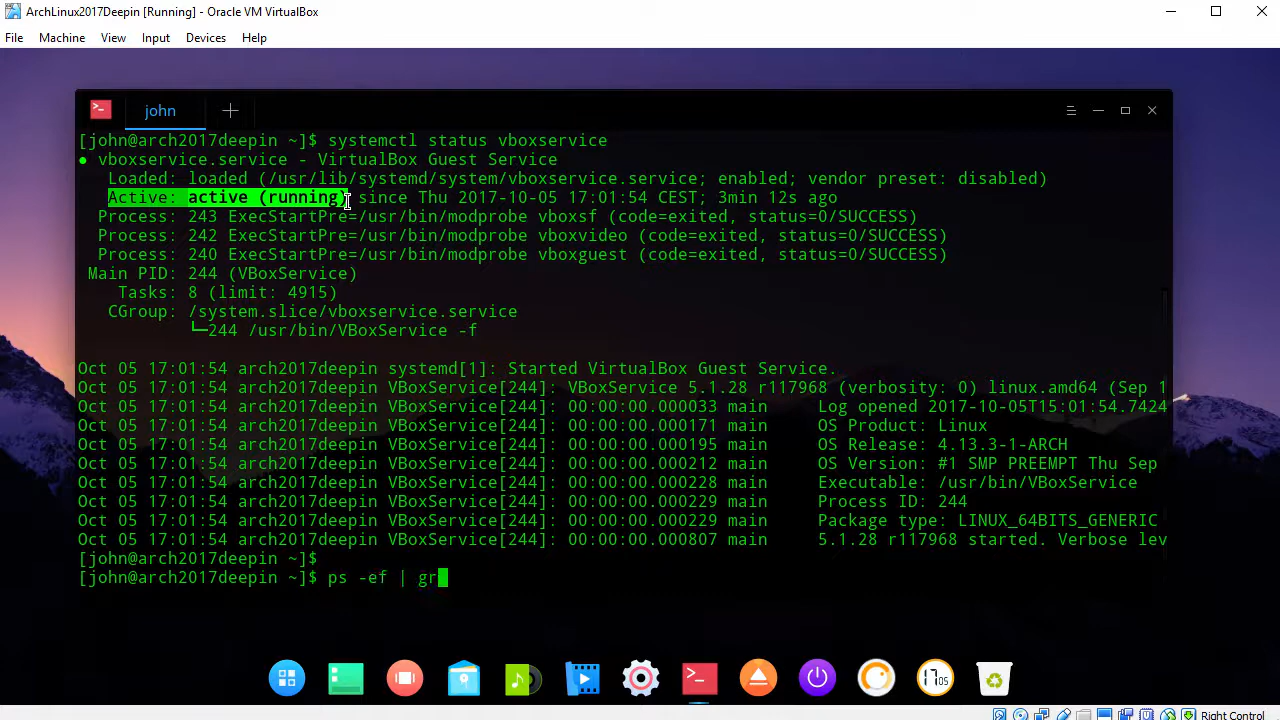 ArchLinux2017Deepin [Running] - Oracle VM VirtualBox
File Machine View Input Devices Help
john
[john@arch2017deepin ~]$ systemctl status vboxservice
● vboxservice.service - VirtualBox Guest Service
Loaded: loaded (/usr/lib/systemd/system/vboxservice.service; enabled; vendor preset: disabled)
Active: active (running) since Thu 2017-10-05 17:01:54 CEST; 3min 12s ago
Process: 243 ExecStartPre=/usr/bin/modprobe vboxsf (code=exited, status=0/SUCCESS)
Process: 242 ExecStartPre=/usr/bin/modprobe vboxvideo (code=exited, status=0/SUCCESS)
Process: 240 ExecStartPre=/usr/bin/modprobe vboxguest (code=exited, status=0/SUCCESS)
Main PID: 244 (VBoxService)
Tasks: 8 (limit: 4915)
CGroup: /system.slice/vboxservice.service
└─244 /usr/bin/VBoxService -f
Oct 05 17:01:54 arch2017deepin systemd[1]: Started VirtualBox Guest Service.
Oct 05 17:01:54 arch2017deepin VBoxService[244]: VBoxService 5.1.28 r117968 (verbosity: 0) linux.amd64 (Sep 1
Oct 05 17:01:54 arch2017deepin VBoxService[244]: 00:00:00.000033 main Log opened 2017-10-05T15:01:54.7424
Oct 05 17:01:54 arch2017deepin VBoxService[244]: 00:00:00.000171 main OS Product: Linux
Oct 05 17:01:54 arch2017deepin VBoxService[244]: 00:00:00.000195 main OS Release: 4.13.3-1-ARCH
Oct 05 17:01:54 arch2017deepin VBoxService[244]: 00:00:00.000212 main OS Version: #1 SMP PREEMPT Thu Sep
Oct 05 17:01:54 arch2017deepin VBoxService[244]: 00:00:00.000228 main Executable: /usr/bin/VBoxService
Oct 05 17:01:54 arch2017deepin VBoxService[244]: 00:00:00.000229 main Process ID: 244
Oct 05 17:01:54 arch2017deepin VBoxService[244]: 00:00:00.000229 main Package type: LINUX_64BITS_GENERIC
Oct 05 17:01:54 arch2017deepin VBoxService[244]: 00:00:00.000807 main 5.1.28 r117968 started. Verbose lev
[john@arch2017deepin ~]$
[john@arch2017deepin ~]$ ps -ef | gr
17 05
Right Control